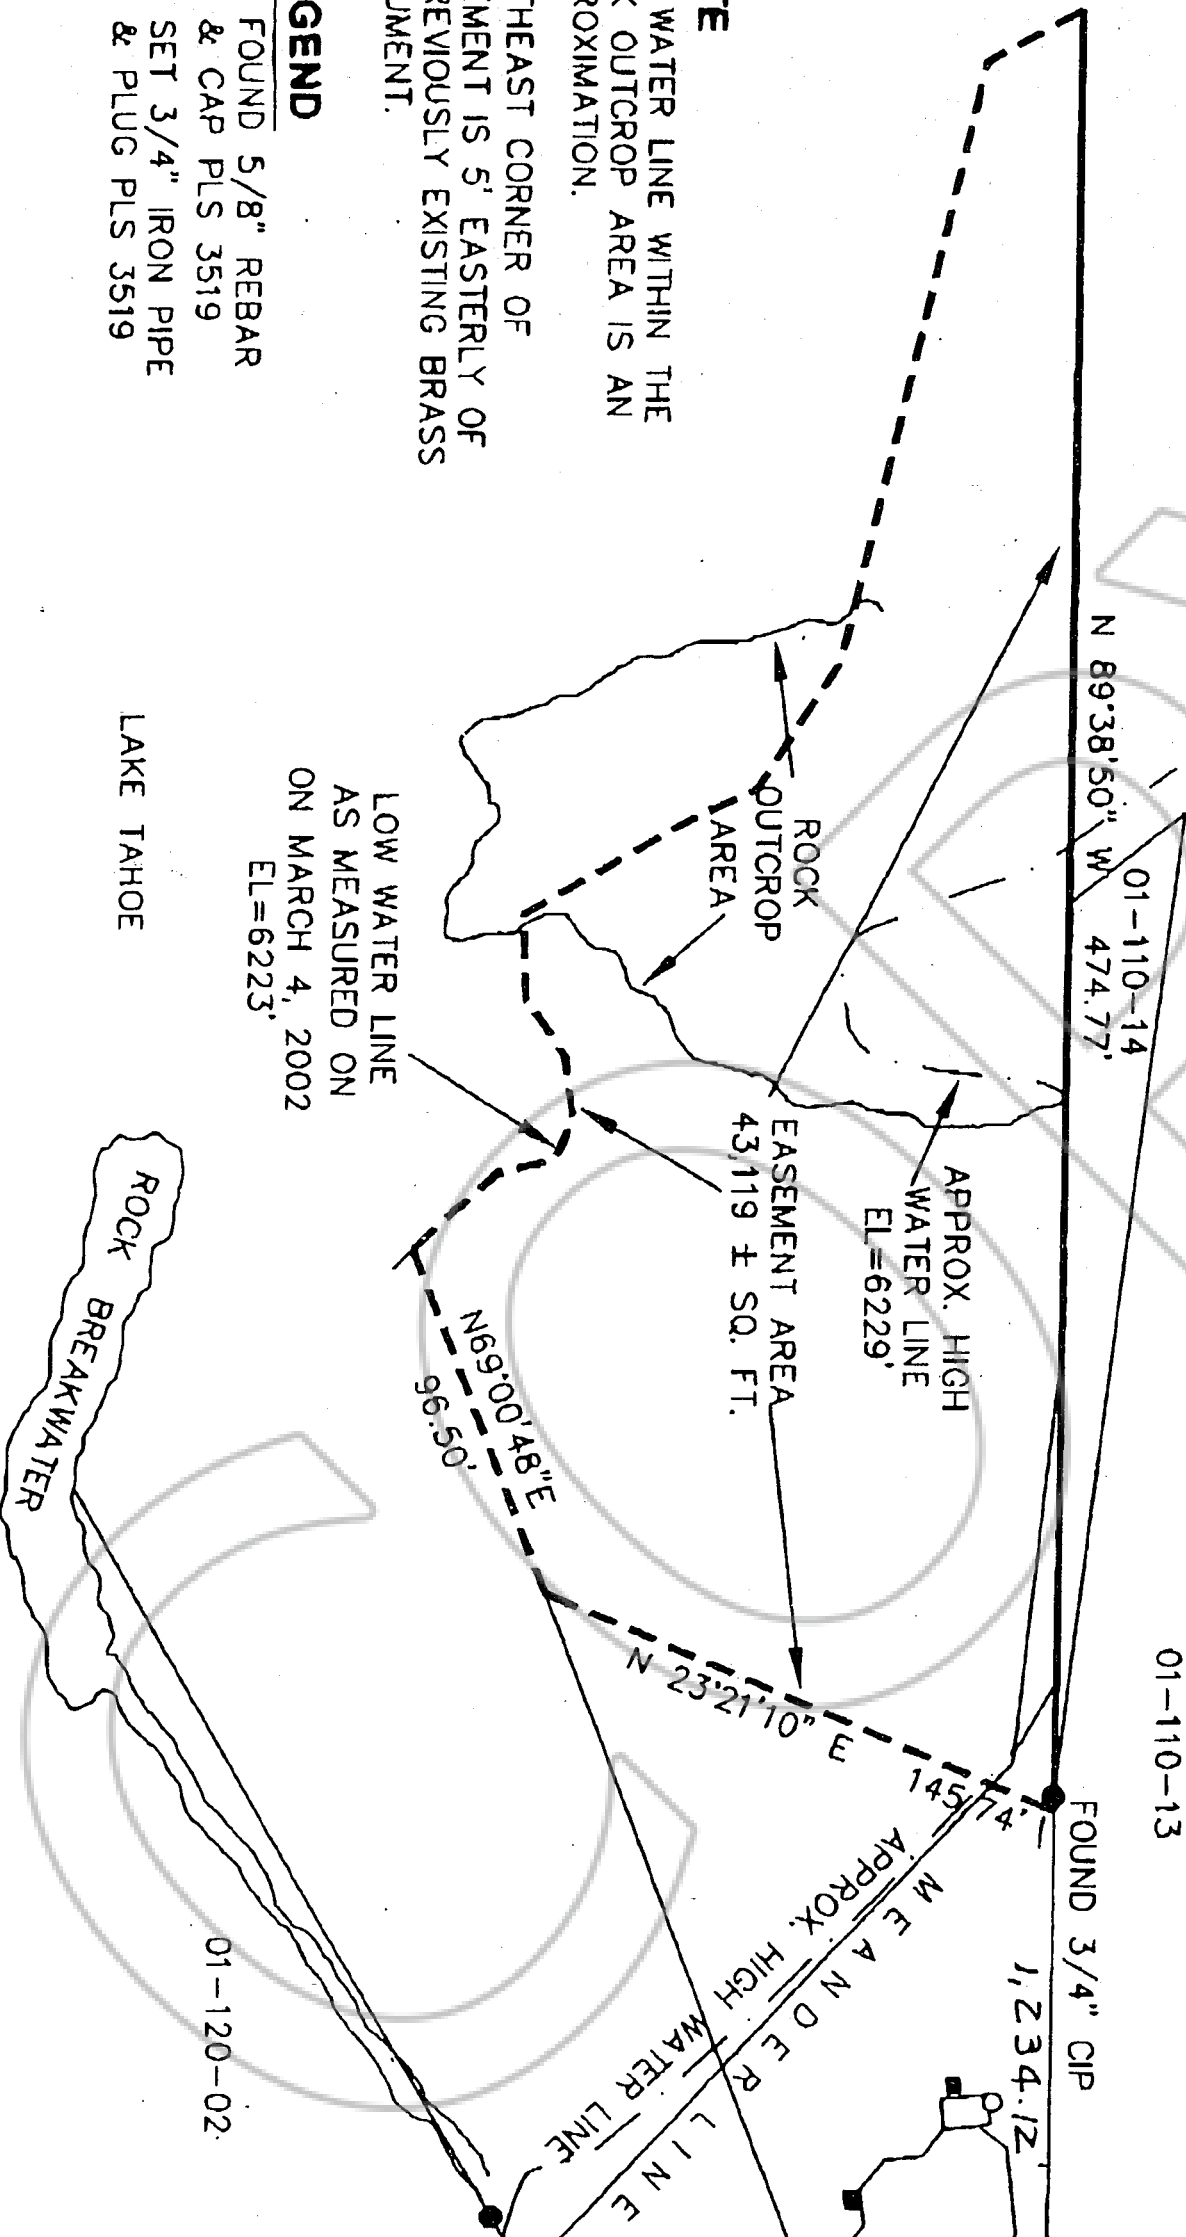 TE
WATER LINE WITHIN THE
K OUTCROP AREA IS AN
ROXIMATION.
THEAST CORNER OF
EMENT IS 5' EASTERLY OF
REVIOUSLY EXISTING BRASS
UMENT.
GEND
FOUND 5/8" REBAR
& CAP PLS 3519
SET 3/4" IRON PIPE
& PLUG PLS 3519
01-110-13
01-110-14
N 89°38'50" W 474.77'
FOUND 3/4" CIP
1,234.12'
APPROX. HIGH
WATER LINE
EL=6229'
ROCK
OUTCROP
AREA
EASEMENT AREA
43,119 ± SQ. FT.
N 23°21'10" E 145.74'
N69°00'48"E
96.50'
LOW WATER LINE
AS MEASURED ON
ON MARCH 4, 2002
EL=6223'
MEANDER LINE
APPROX. HIGH WATER LINE
LAKE TAHOE
ROCK BREAKWATER
01-120-02